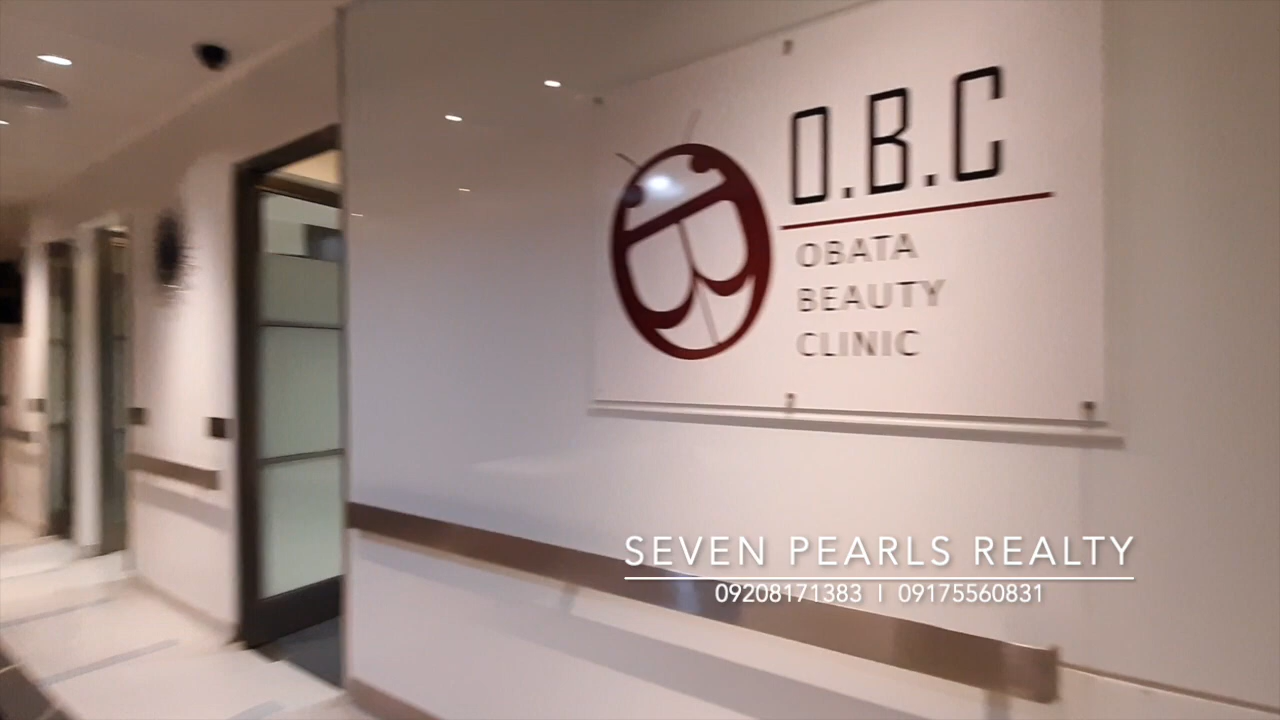 O.B.C
OBATA
BEAUTY
CLINIC
SEVEN PEARLS REALTY
09208171383 | 09175560831